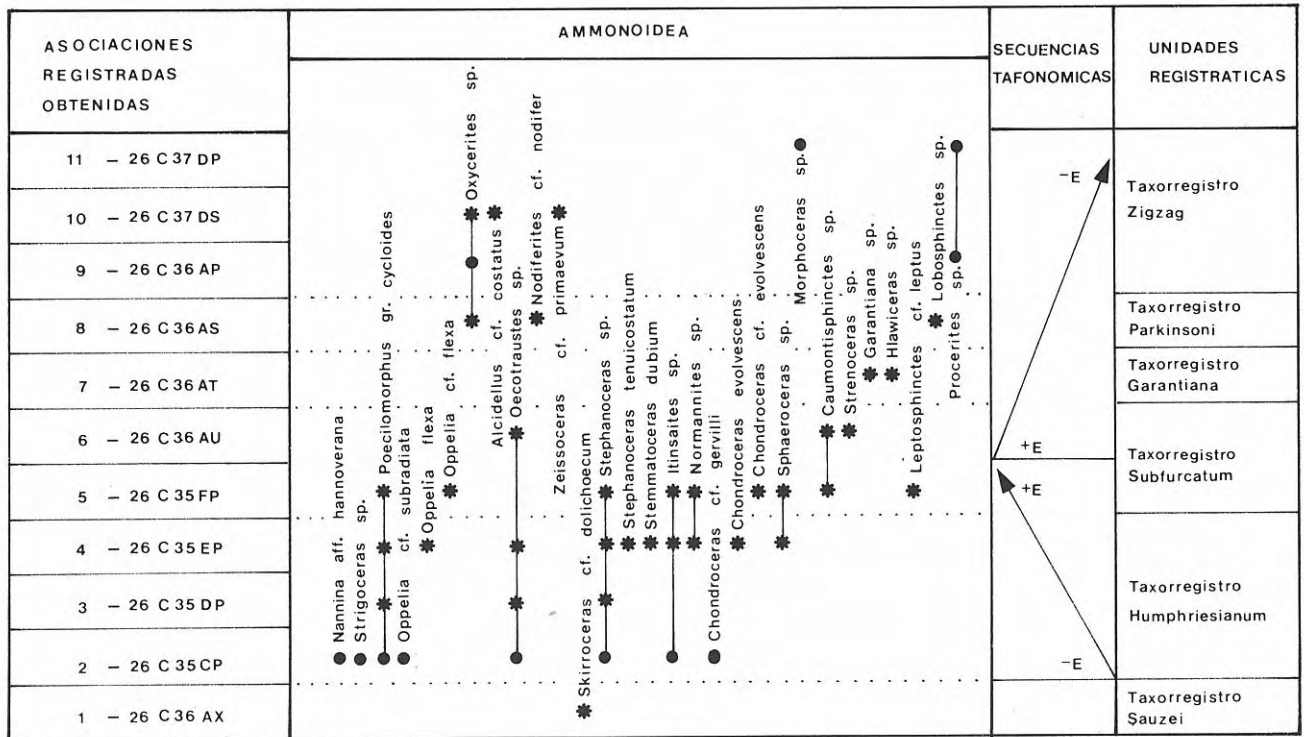 ASOCIACIONES
REGISTRADAS
OBTENIDAS
AMMONOIDEA
SECUENCIAS
TAFONOMICAS
UNIDADES
REGISTRATICAS
11 – 26 C 37 DP
10 – 26 C 37 DS
9 – 26 C 36 AP
8 – 26 C 36 AS
7 – 26 C 36 AT
6 – 26 C 36 AU
5 – 26 C 35 FP
4 – 26 C 35 EP
3 – 26 C 35 DP
2 – 26 C 35 CP
1 – 26 C 36 AX
Nannina aff. hannoverana
Strigoceras sp.
Poecilomorphus gr. cycloides
Oppelia cf. subradiata
Oppelia flexa
Oppelia cf. flexa
Oxycerites sp.
Alcidellus cf. costatus
Oecotraustes sp.
Nodiferites cf. nodifer
Zeissoceras cf. primaevum
Skirroceras cf. dolichoecum
Stephanoceras sp.
Stephanoceras tenuicostatum
Stemmatoceras dubium
Itinsaites sp.
Normannites sp.
Chondroceras cf. gervilli
Chondroceras evolvescens
Chondroceras cf. evolvescens
Sphaeroceras sp.
Morphoceras sp.
Caumontisphinctes sp.
Strenoceras sp.
Garantiana sp.
Hlawiceras sp.
Leptosphinctes cf. leptus
Lobosphinctes sp.
Procerites sp.
–E
+E
+E
–E
Taxorregistro
Zigzag
Taxorregistro
Parkinsoni
Taxorregistro
Garantiana
Taxorregistro
Subfurcatum
Taxorregistro
Humphriesianum
Taxorregistro
Sauzei